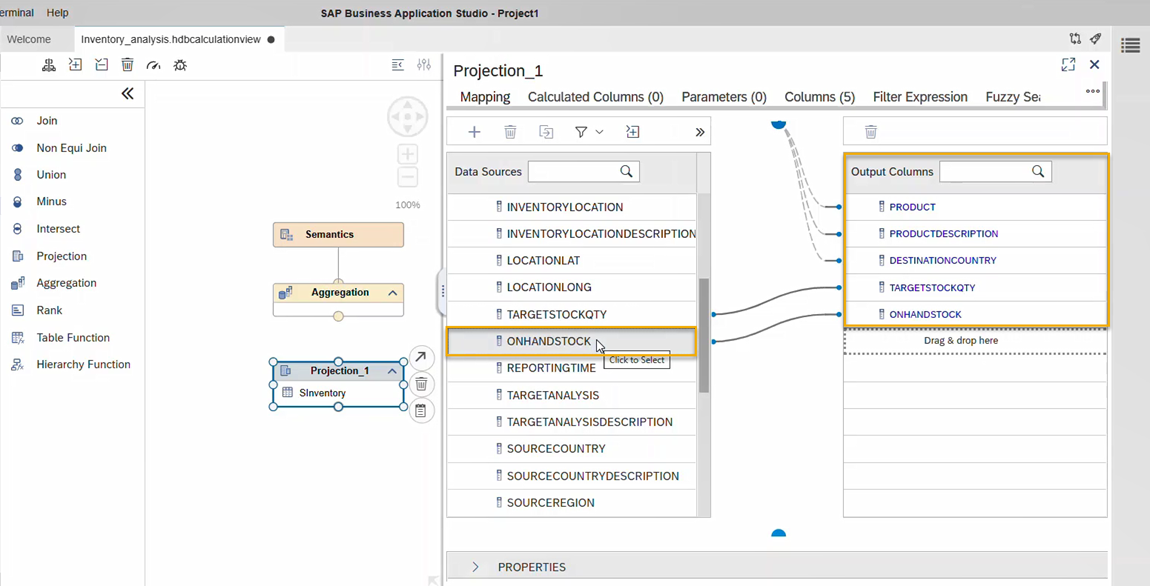 erminal Help
SAP Business Application Studio - Project1
Welcome
Inventory_analysis.hdbcalculationview
Join
Non Equi Join
Union
Minus
Intersect
Projection
Aggregation
Rank
Table Function
Hierarchy Function
100%
Semantics
Aggregation
Projection_1
SInventory
Projection_1
Mapping Calculated Columns (0) Parameters (0) Columns (5) Filter Expression Fuzzy Sea
Data Sources
INVENTORYLOCATION
INVENTORYLOCATIONDESCRIPTION
LOCATIONLAT
LOCATIONLONG
TARGETSTOCKQTY
ONHANDSTOCK
Click to Select
REPORTINGTIME
TARGETANALYSIS
TARGETANALYSISDESCRIPTION
SOURCECOUNTRY
SOURCECOUNTRYDESCRIPTION
SOURCEREGION
Output Columns
PRODUCT
PRODUCTDESCRIPTION
DESTINATIONCOUNTRY
TARGETSTOCKQTY
ONHANDSTOCK
Drag & drop here
PROPERTIES